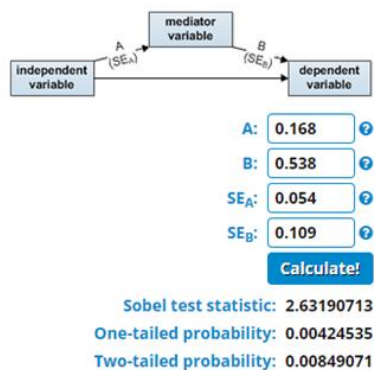 mediator
variable
A
(SEA)
B
(SEB)
independent
variable
dependent
variable
A: 0.168 ?
B: 0.538 ?
SEA: 0.054 ?
SEB: 0.109 ?
Calculate!
Sobel test statistic: 2.63190713
One-tailed probability: 0.00424535
Two-tailed probability: 0.00849071